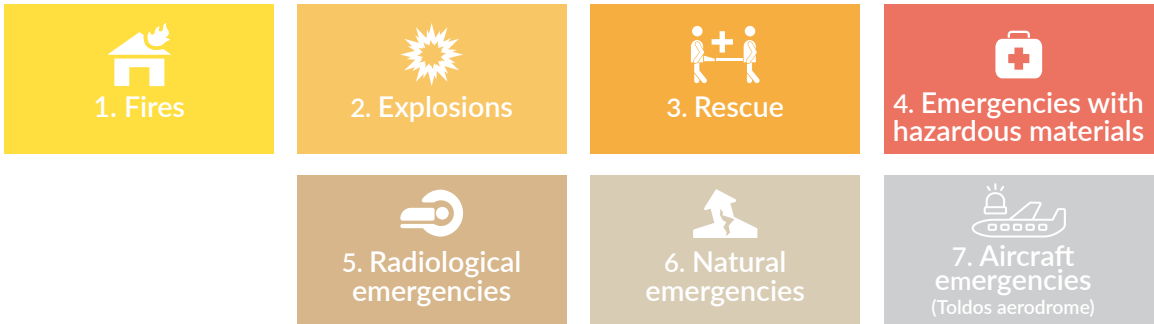 1. Fires
2. Explosions
3. Rescue
4. Emergencies with
hazardous materials
5. Radiological
emergencies
6. Natural
emergencies
7. Aircraft
emergencies
(Toldos aerodrome)